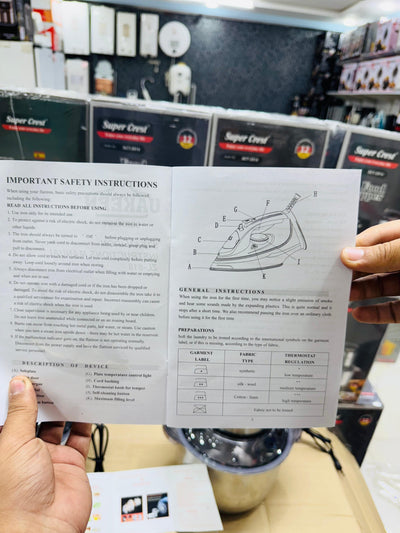 Super Crest
12
Super Crest
12
Super Crest
12
Super Crest
IMPORTANT SAFETY INSTRUCTIONS
When using your flatiron, basic safety precautions should always be followed
including the following:
READ ALL INSTRUCTIONS BEFORE USING
1. Use iron only for its intended use.
2. To protect against a risk of electric shock, do not immerse the iron in water or
other liquids.
3. The iron should always be turned to "Off" before plugging or unplugging
from outlet. Never yank cord to disconnect from outlet, instead, grasp plug and
pull to disconnect.
4. Do not allow cord to touch hot surfaces. Let iron cool completely before putting
away. Loop cord loosely around iron when storing.
5. Always disconnect iron from electrical outlet when filling with water or emptying
and when not in use.
6. Do not operate iron with a damaged cord or if the iron has been dropped or
damaged. To avoid the risk of electric shock, do not disassemble the iron take it to
a qualified serviceman for examination and repair. Incorrect reassembly can cause
a risk of electric shock when the iron is used.
7. Close supervision is necessary for any appliance being used by or near children.
Do not leave iron unattended while connected or on an ironing board.
8. Burns can occur from touching hot metal parts, hot water, or steam. Use caution
when you turn a steam iron upside down - there may be hot water in the reservoir.
9. If the malfunction indicator goes on, the flatiron is not operating normally.
Disconnect from the power supply and have the flatiron serviced by qualified
service personnel.
DESCRIPTION OF DEVICE
(A). Soleplate
(G). Plate temperature control light
(H). Cord bushing
(I). Thermostat knob for temper
(J). Self-cleaning button
(K). Maximum filling level
A
B
C
D
E
F
G
H
I
K
GENERAL INSTRUCTIONS
When using the iron for the first time, you may notice a slight emission of smoke
and hear some sounds made by the expanding plastics. This is quite normal and it
stops after a short time. We also recommend passing the iron over an ordinary cloth
before using it for the first time.
PREPARATIONS
Sort the laundry to be ironed according to the international symbols on the garment
label, or if this is missing, according to the type of fabric.
GARMENT LABEL FABRIC TYPE THERMOSTAT REGULATION
synthetic low temperature
silk - wool medium temperature
Cotton - linen high temperature
Fabric not to be ironed